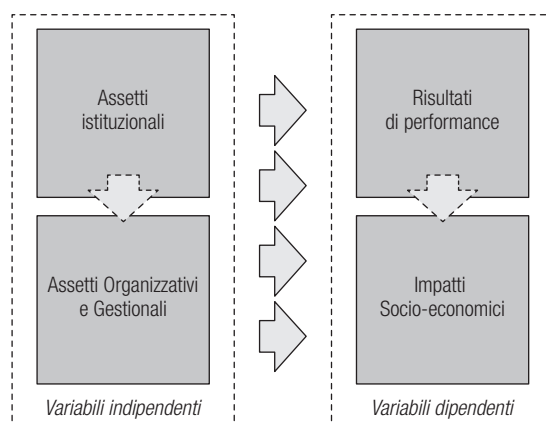 Assetti
istituzionali
Risultati
di performance
Assetti Organizzativi
e Gestionali
Impatti
Socio-economici
Variabili indipendenti
Variabili dipendenti